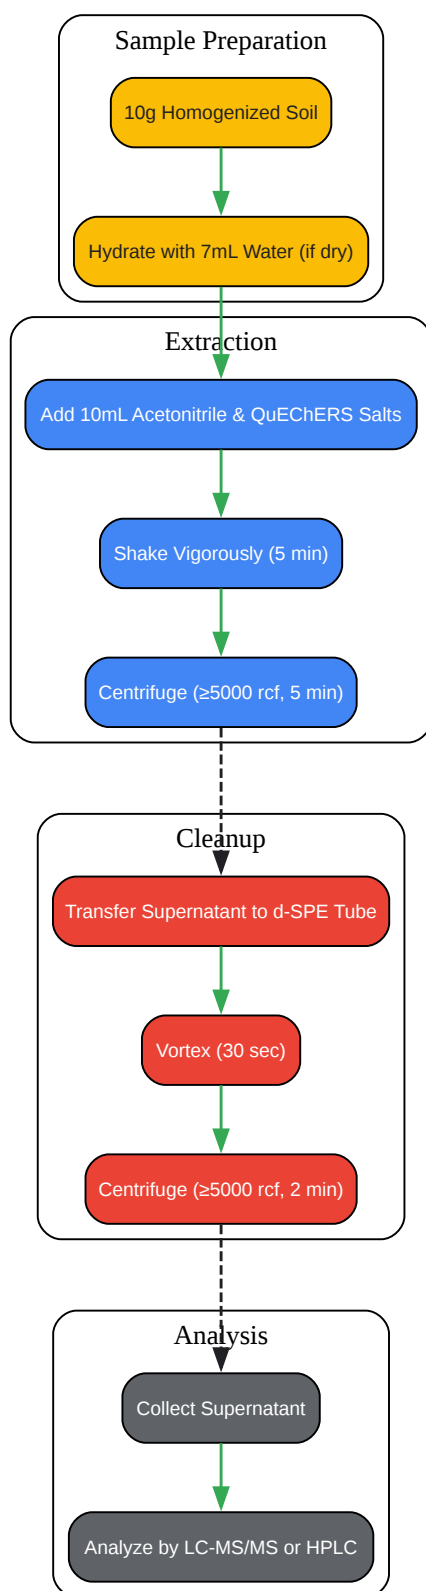 Sample Preparation
10g Homogenized Soil
Hydrate with 7mL Water (if dry)
Extraction
Add 10mL Acetonitrile & QuEChERS Salts
Shake Vigorously (5 min)
Centrifuge (≥5000 rcf, 5 min)
Cleanup
Transfer Supernatant to d-SPE Tube
Vortex (30 sec)
Centrifuge (≥5000 rcf, 2 min)
Analysis
Collect Supernatant
Analyze by LC-MS/MS or HPLC